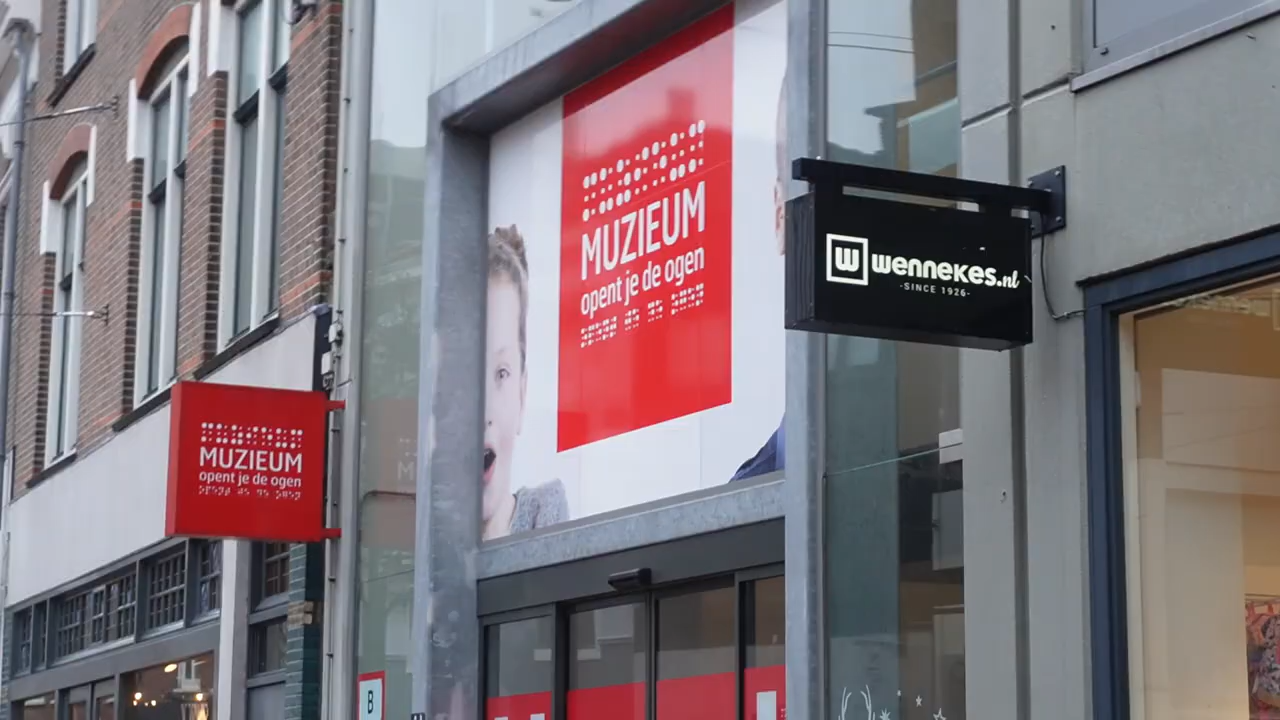 MUZIEUM
opent je de ogen
MUZIEUM
opent je de ogen
W wennekes.nl
-SINCE 1926-
B